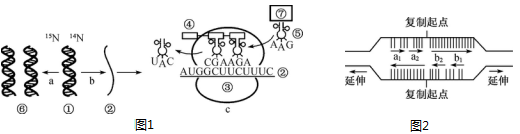 ¹⁵N ¹⁴N
a b
⑥ ① ②
④ ⑦
⑤
UAC
AAG
CGAAGA
AUGGCUUCUUUC ②
③
c
图1
复制起点
a₁ a₂ b₂ b₁
延伸 延伸
复制起点
图2